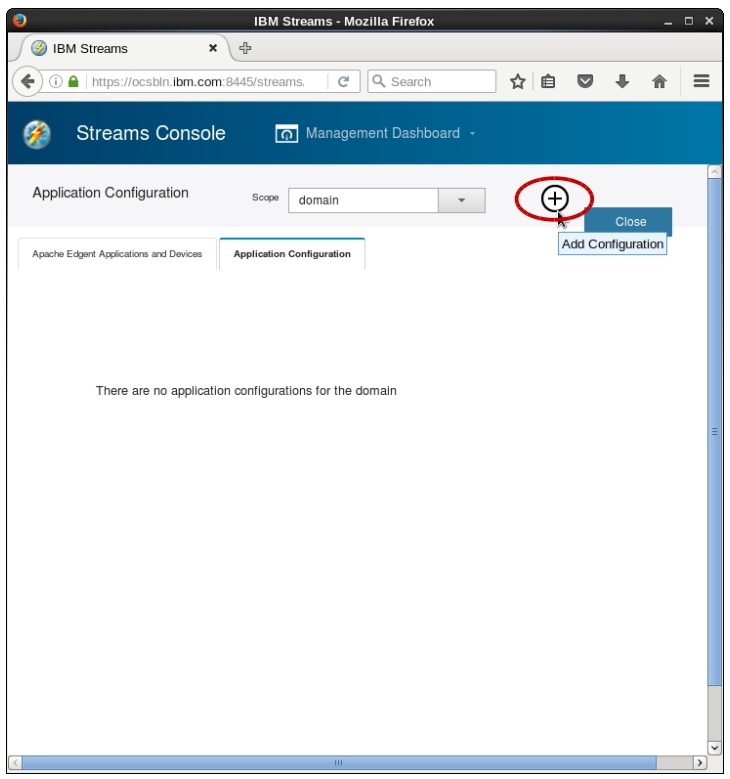 IBM Streams - Mozilla Firefox
IBM Streams
https://ocsbln.ibm.com:8445/streams.
Search
Streams Console
Management Dashboard
Application Configuration
Scope
domain
Close
Add Configuration
Apache Edgent Applications and Devices
Application Configuration
There are no application configurations for the domain